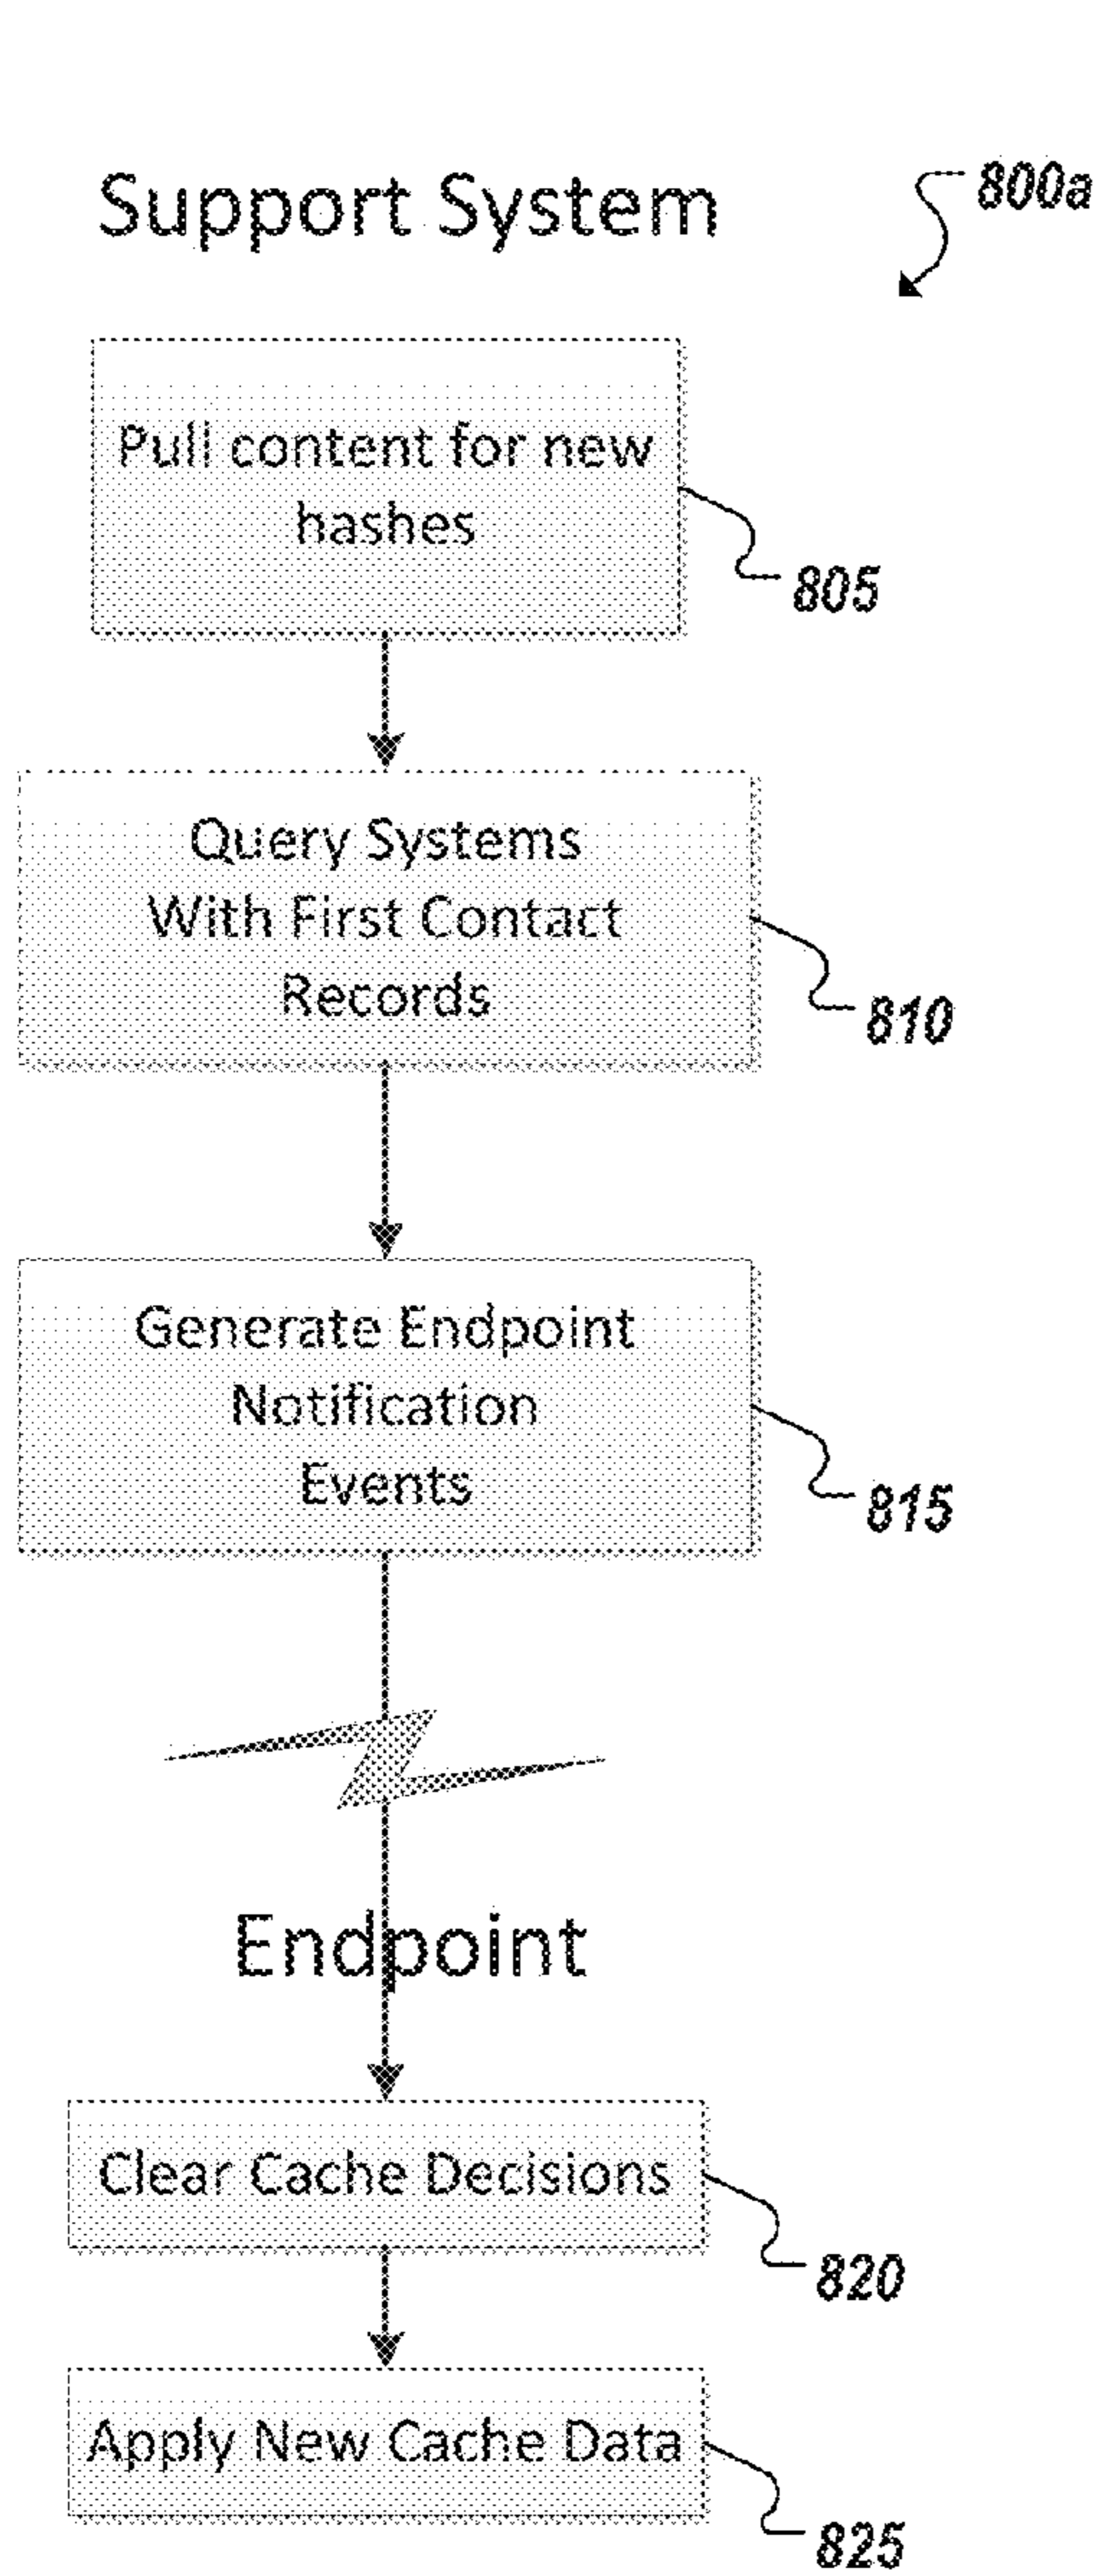 Support System
800a
Pull content for new
hashes
805
Query Systems
With First Contact
Records
810
Generate Endpoint
Notification
Events
815
Endpoint
Clear Cache Decisions
820
Apply New Cache Data
825